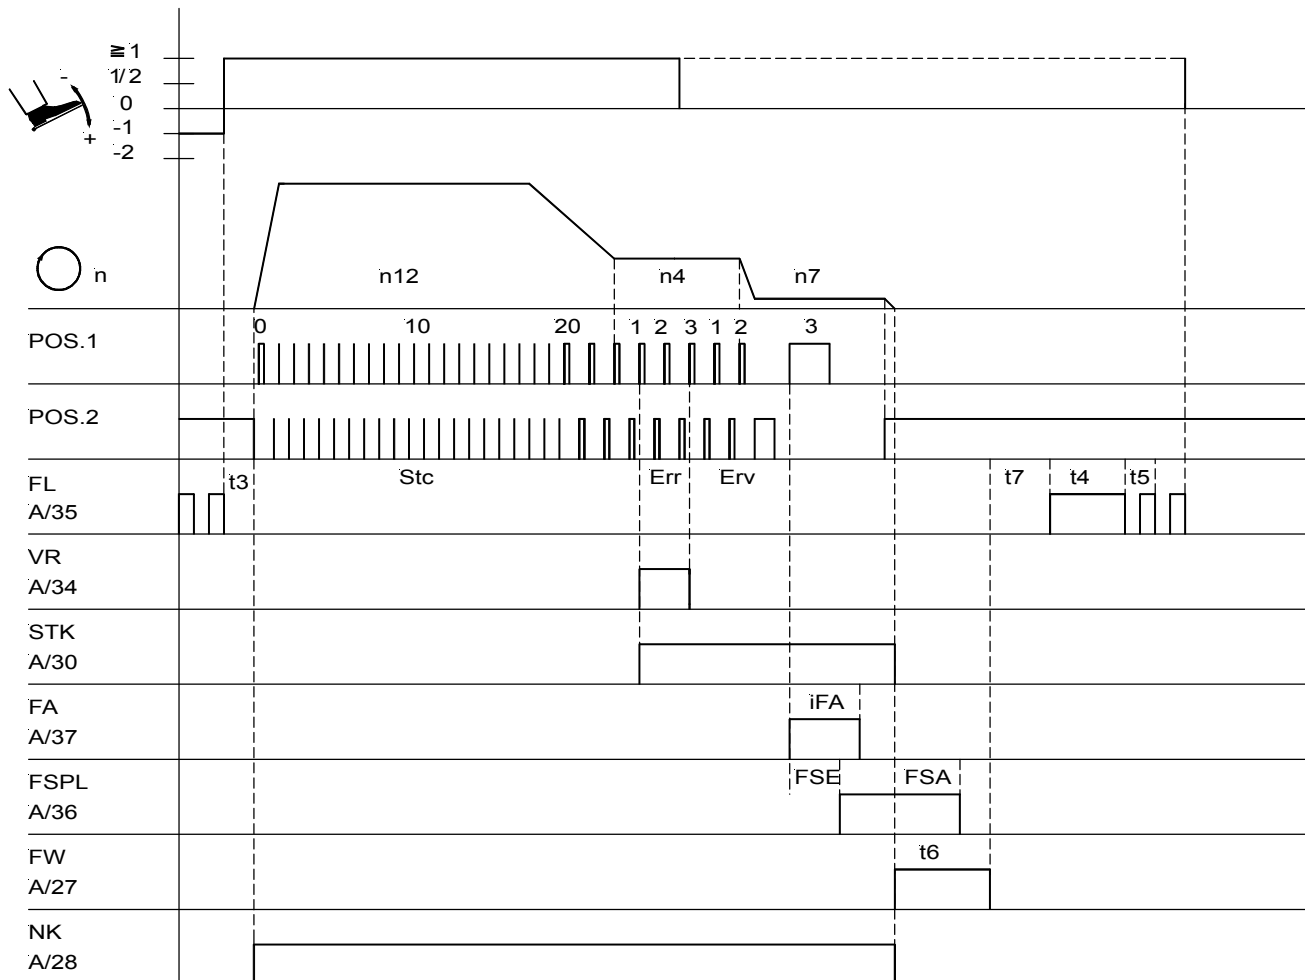 ≧1
- 1/2
0
+ -1
-2
n n12 n4 n7
0 10 20 1 2 3 1 2 3
POS.1
POS.2
t3 Stc Err Erv t7 t4 t5
FL
A/35
VR
A/34
STK
A/30
FA iFA
A/37
FSPL FSE FSA
A/36
FW t6
A/27
NK
A/28